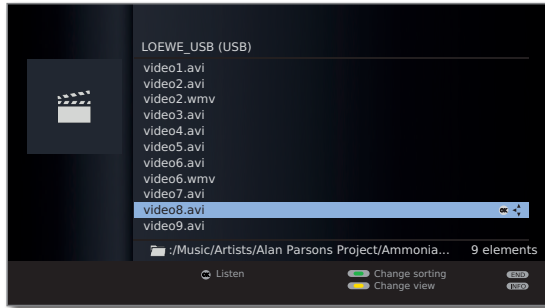 LOEWE_USB (USB)
video1.avi
video2.avi
video2.wmv
video3.avi
video4.avi
video5.avi
video6.avi
video6.wmv
video7.avi
video8.avi OK
video9.avi
:/Music/Artists/Alan Parsons Project/Ammonia... 9 elements
OK Listen Change sorting END
Change view INFO